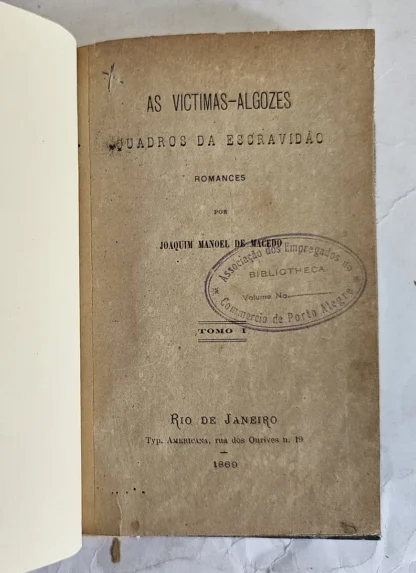 AS VICTIMAS-ALGOZES
QUADROS DA ESCRAVIDÃO
ROMANCES
POR
JOAQUIM MANOEL DE MACEDO
Associação dos Empregados no
BIBLIOTHECA
Volume No
Commercio de Porto Alegre
TOMO I
RIO DE JANEIRO
TYP. AMERICANA, rua dos Ourives n. 19
1869